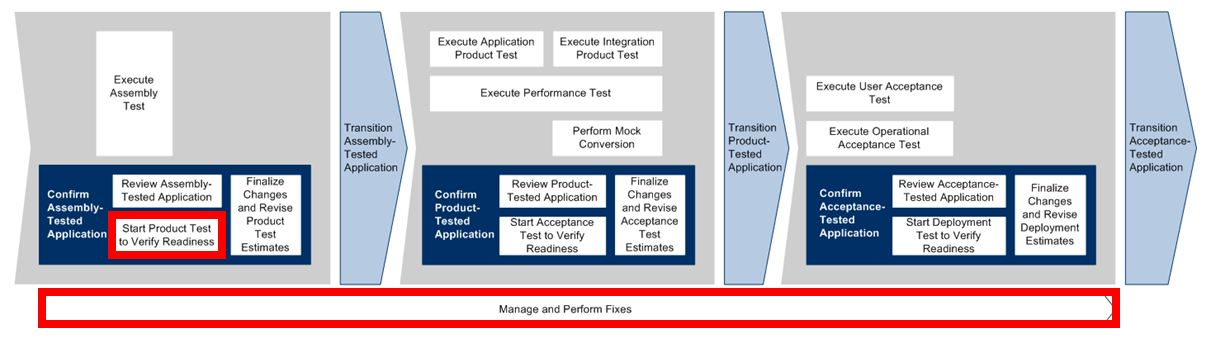 Execute
Assembly
Test
Confirm
Assembly-
Tested
Application
Review Assembly-
Tested Application
Start Product Test
to Verify Readiness
Finalize
Changes
and Revise
Product
Test
Estimates
Transition
Assembly-
Tested
Application
Execute Application
Product Test
Execute Integration
Product Test
Execute Performance Test
Perform Mock
Conversion
Confirm
Product-
Tested
Application
Review Product-
Tested Application
Start Acceptance
Test to Verify
Readiness
Finalize
Changes
and Revise
Acceptance
Test
Estimates
Transition
Product-
Tested
Application
Execute User Acceptance
Test
Execute Operational
Acceptance Test
Confirm
Acceptance-
Tested
Application
Review Acceptance-
Tested Application
Start Deployment
Test to Verify
Readiness
Finalize
Changes
and Revise
Deployment
Estimates
Transition
Acceptance-
Tested
Application
Manage and Perform Fixes